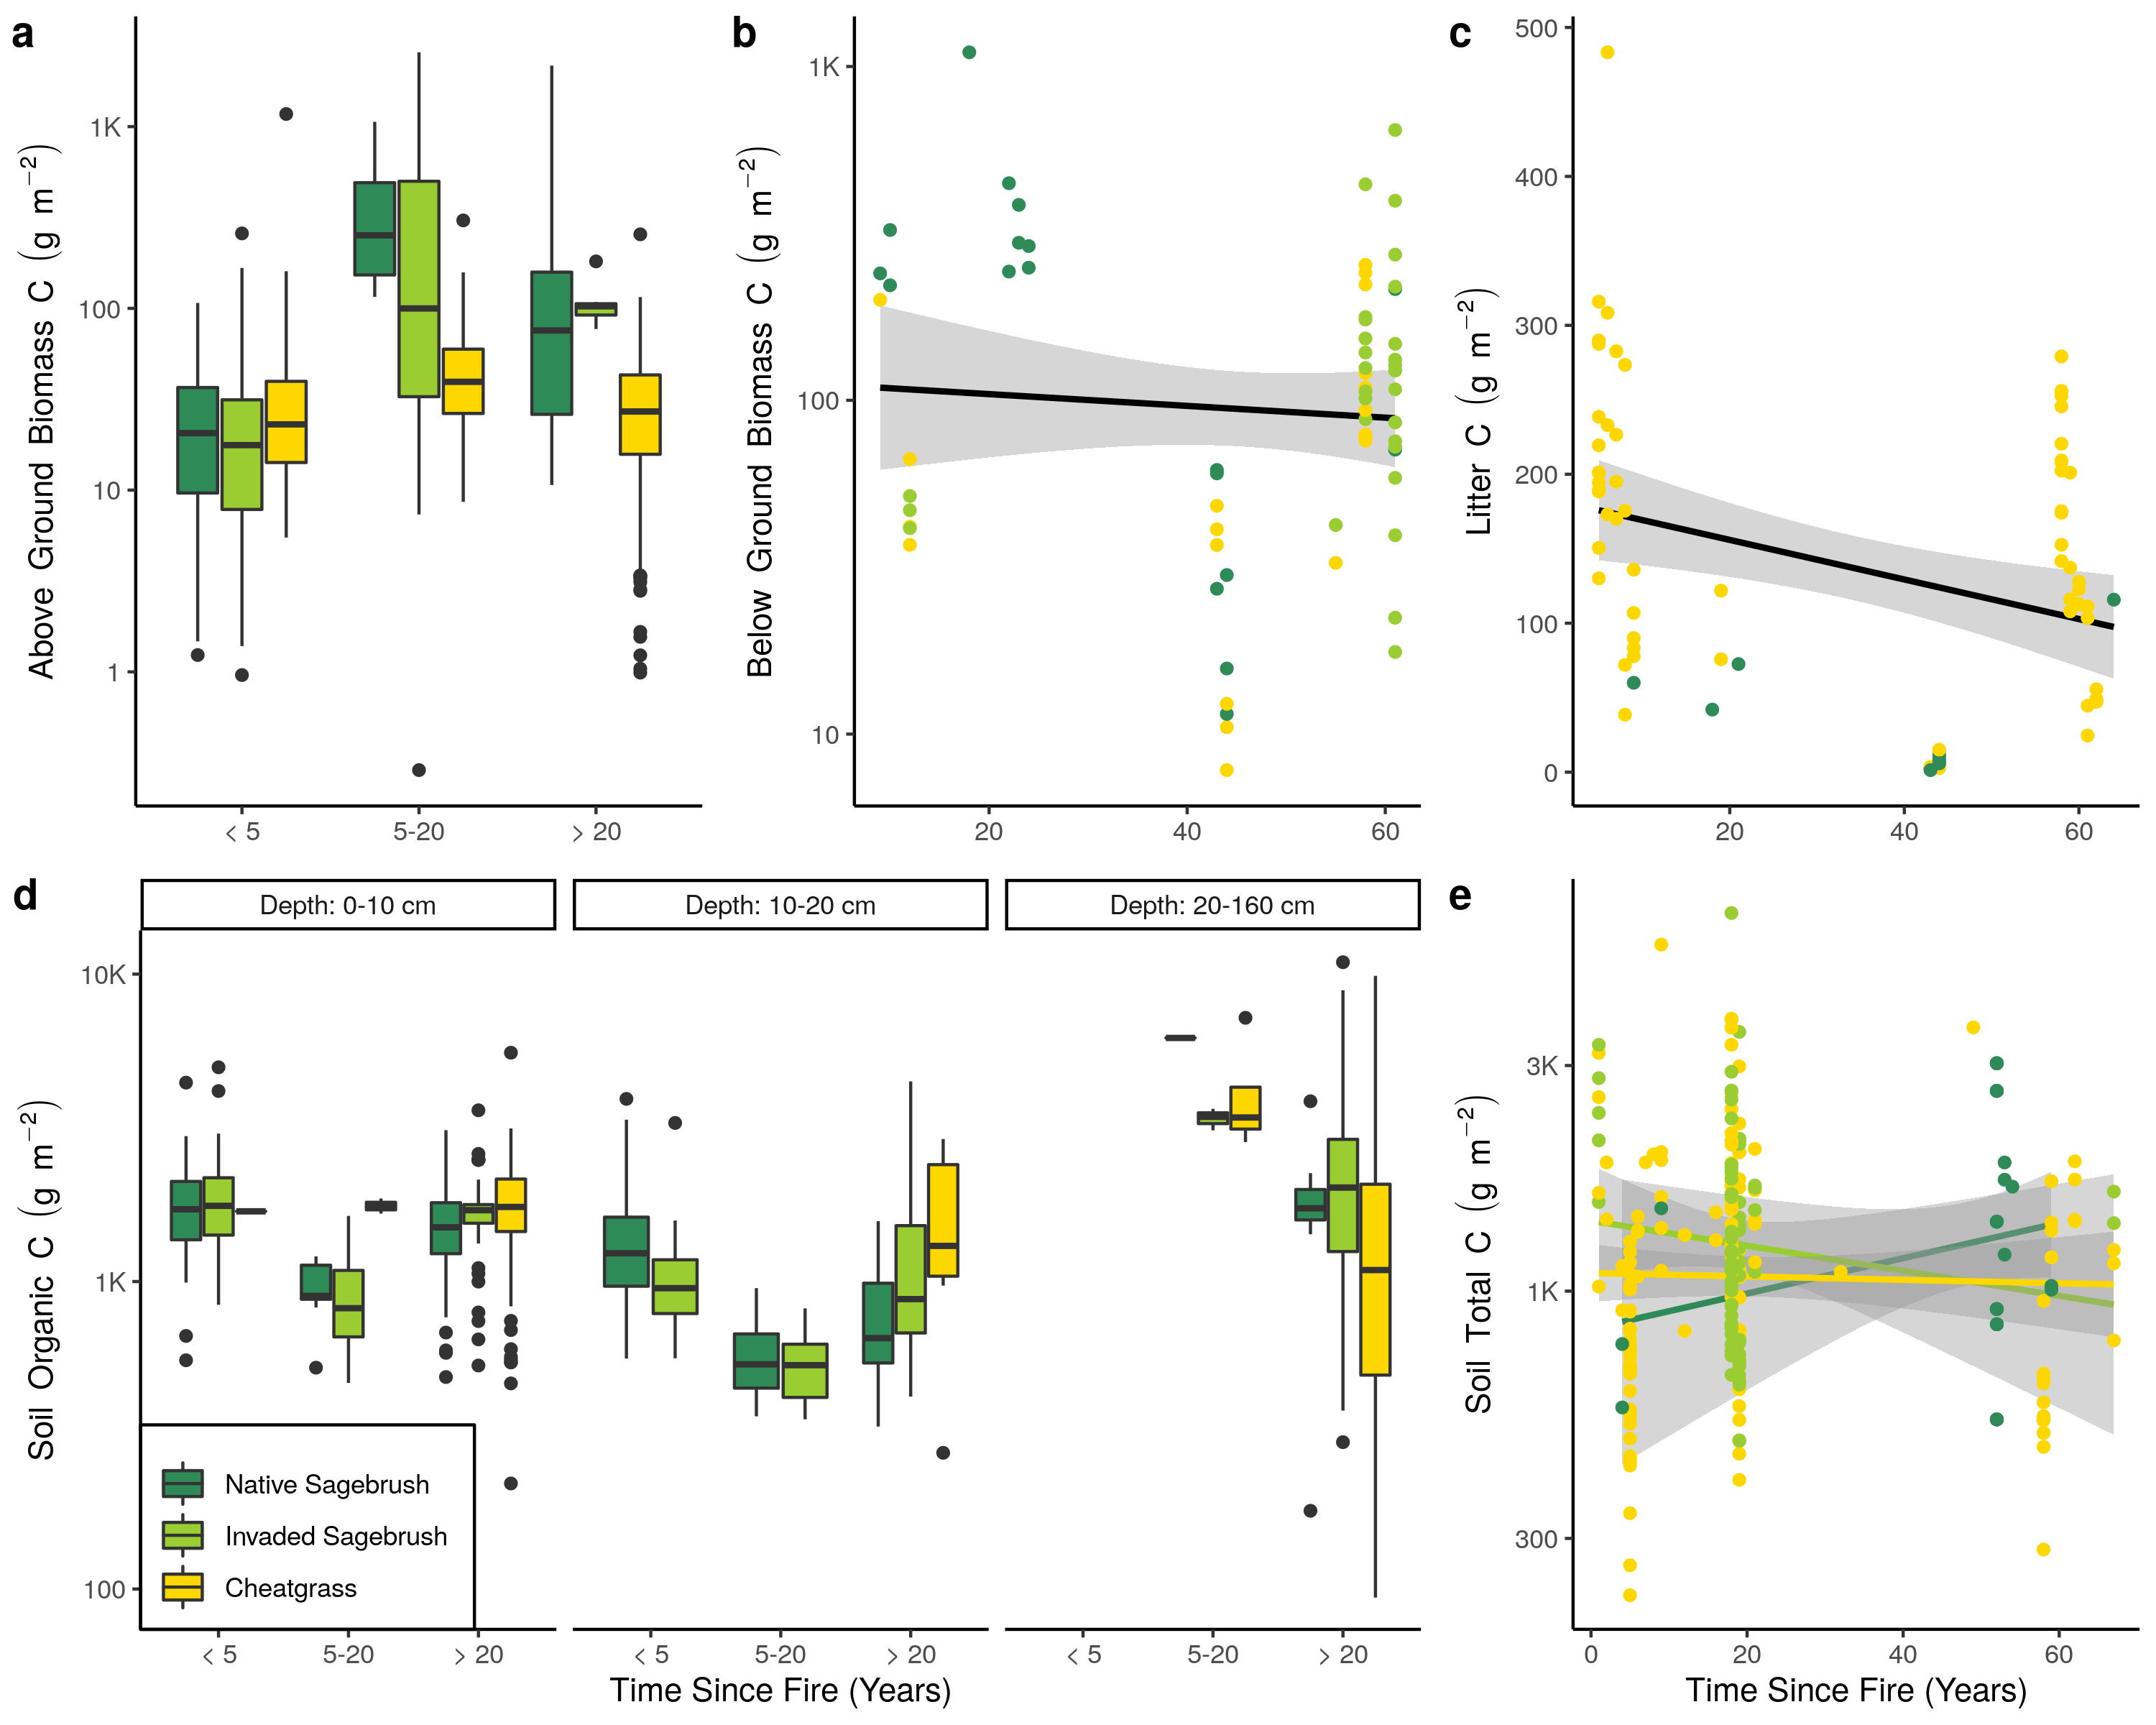 a
Above Ground Biomass C (g m⁻²)
1K
100
10
1
< 5
5-20
> 20
b
Below Ground Biomass C (g m⁻²)
1K
100
10
20
40
60
c
Litter C (g m⁻²)
500
400
300
200
100
0
20
40
60
d
Depth: 0-10 cm
Depth: 10-20 cm
Depth: 20-160 cm
Soil Organic C (g m⁻²)
10K
1K
100
Native Sagebrush
Invaded Sagebrush
Cheatgrass
< 5
5-20
> 20
< 5
5-20
> 20
< 5
5-20
> 20
Time Since Fire (Years)
e
Soil Total C (g m⁻²)
3K
1K
300
0
20
40
60
Time Since Fire (Years)